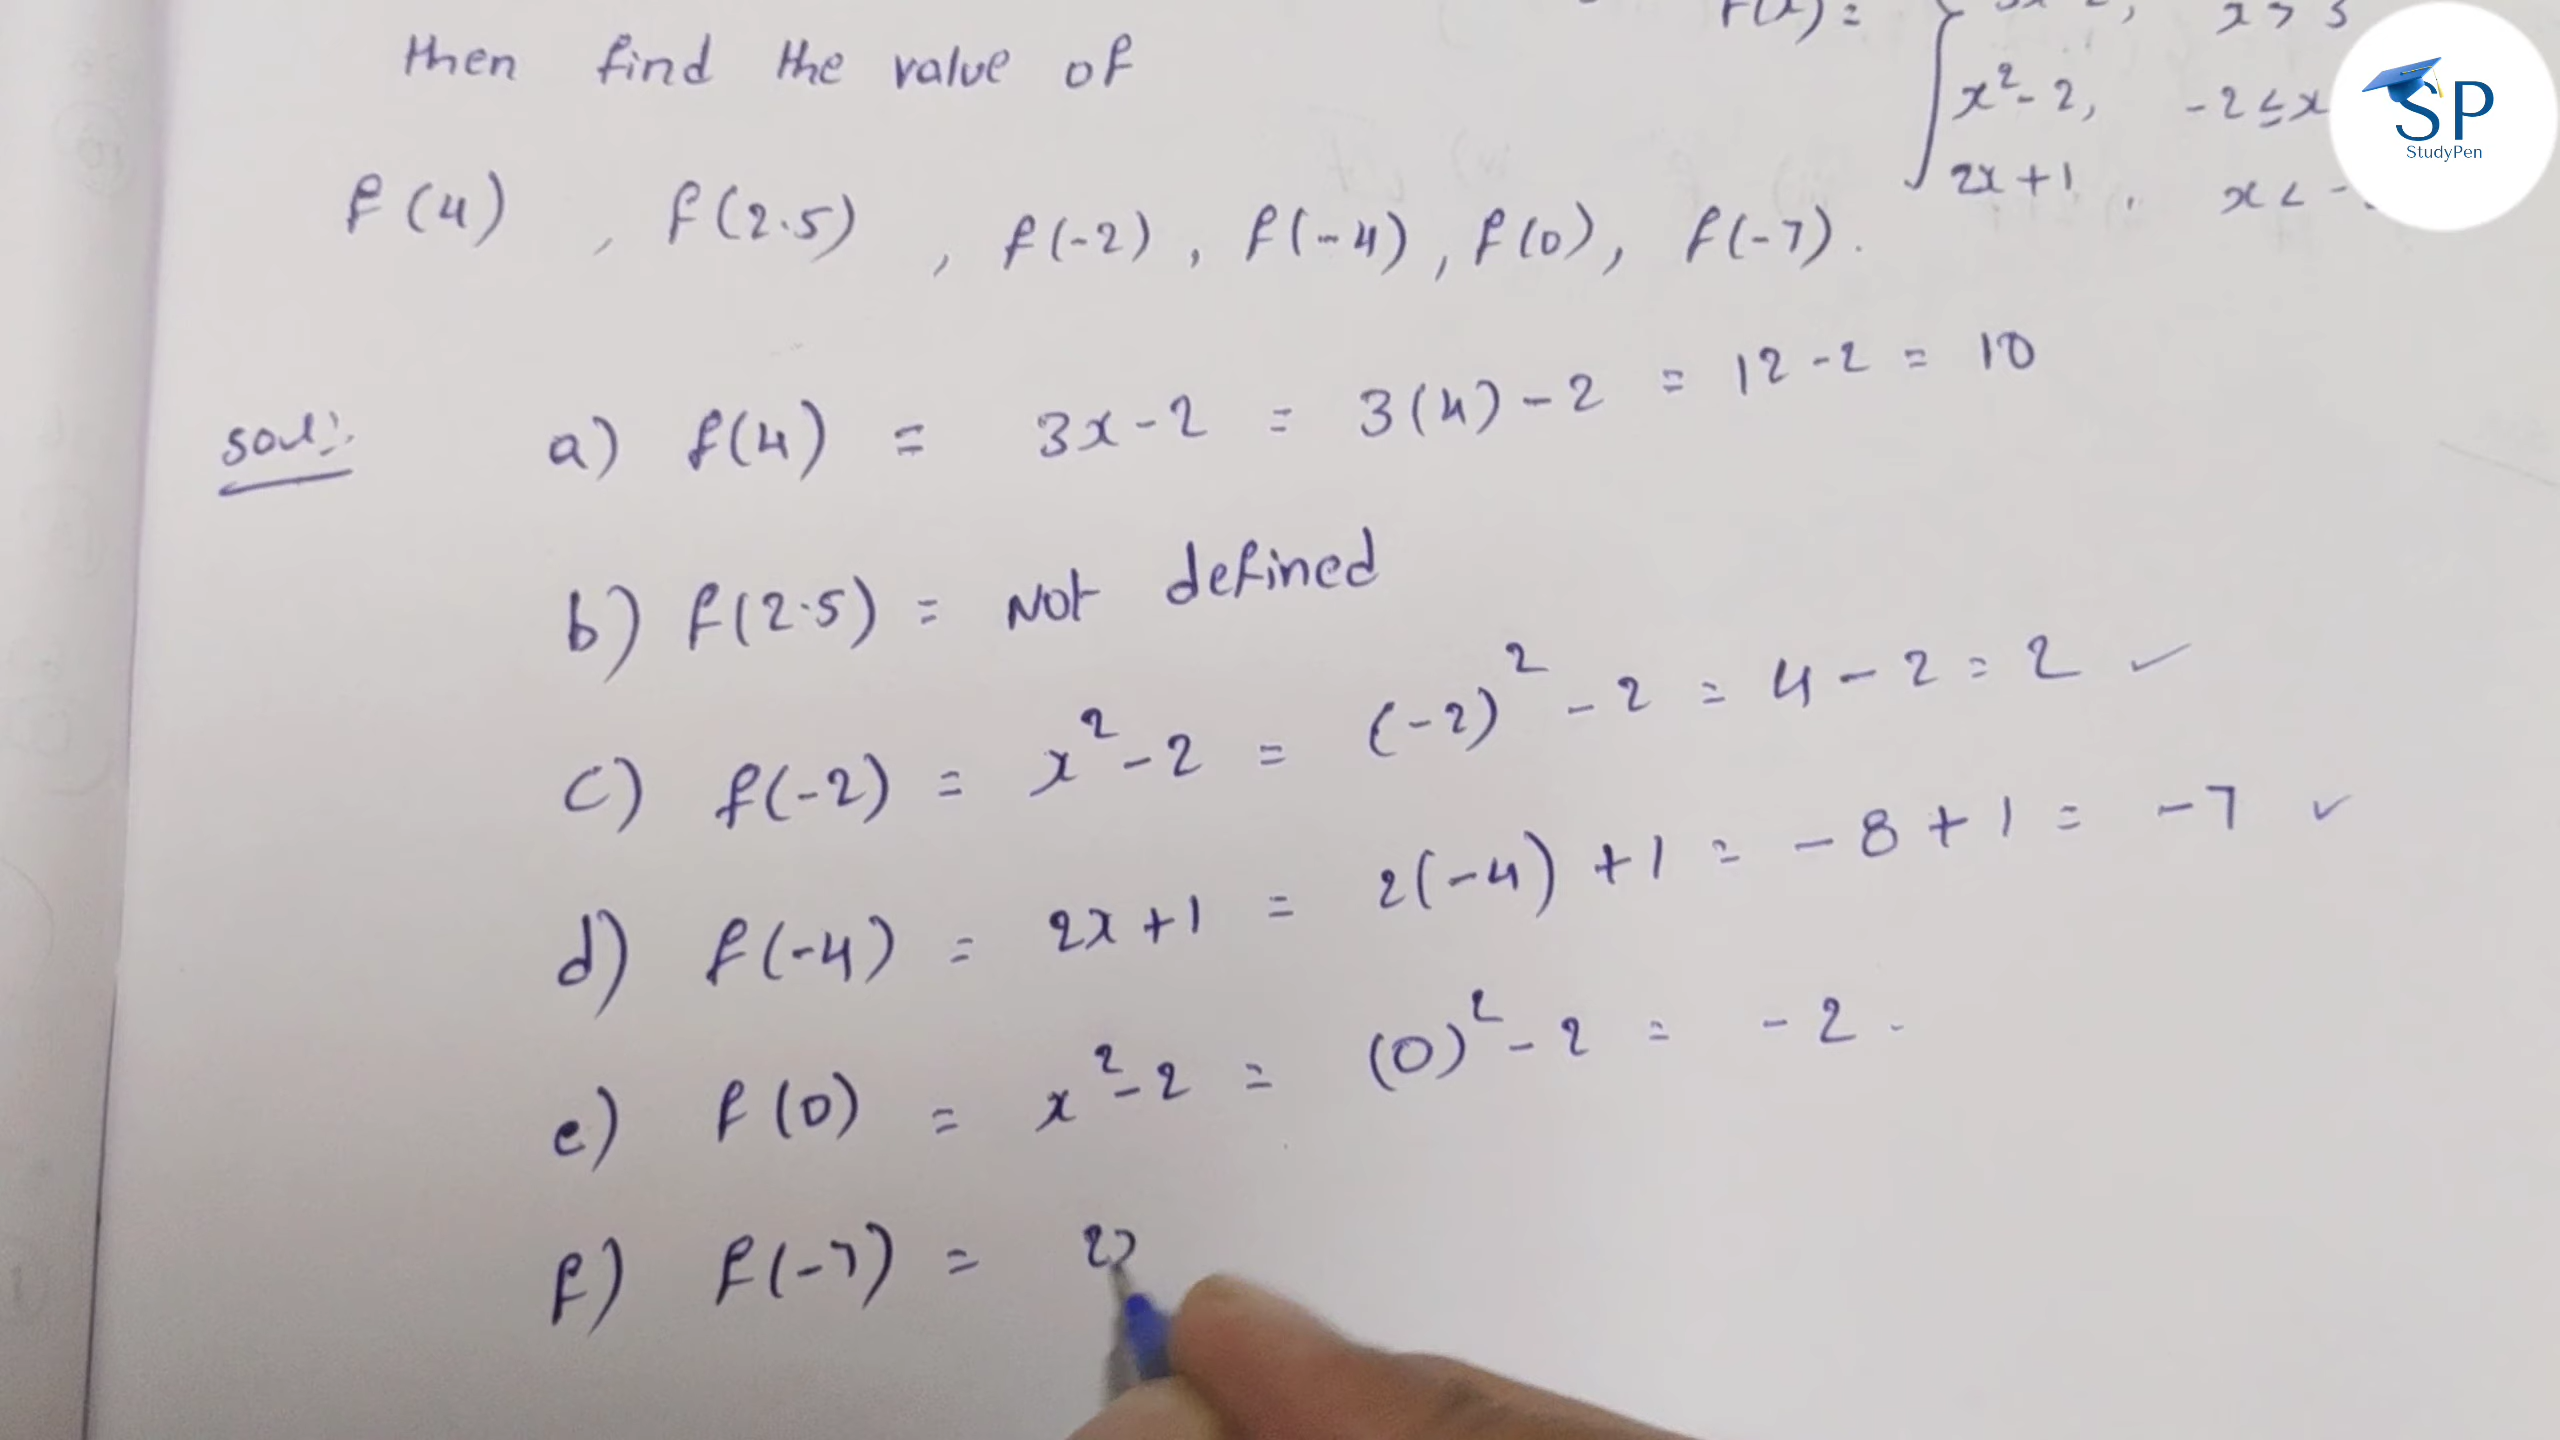 f(x) = { 3x-2, x > 3
then find the value of
x²-2, -2 ≤ x
2x+1, x < -
f(4), f(2.5), f(-2), f(-4), f(0), f(-7).
SP
StudyPen
sol:
a) f(4) = 3x-2 = 3(4)-2 = 12-2 = 10
b) f(2.5) = Not defined
c) f(-2) = x²-2 = (-2)²-2 = 4-2 = 2 ✓
d) f(-4) = 2x+1 = 2(-4)+1 = -8+1 = -7 ✓
e) f(0) = x²-2 = (0)²-2 = -2.
f) f(-7) = 2